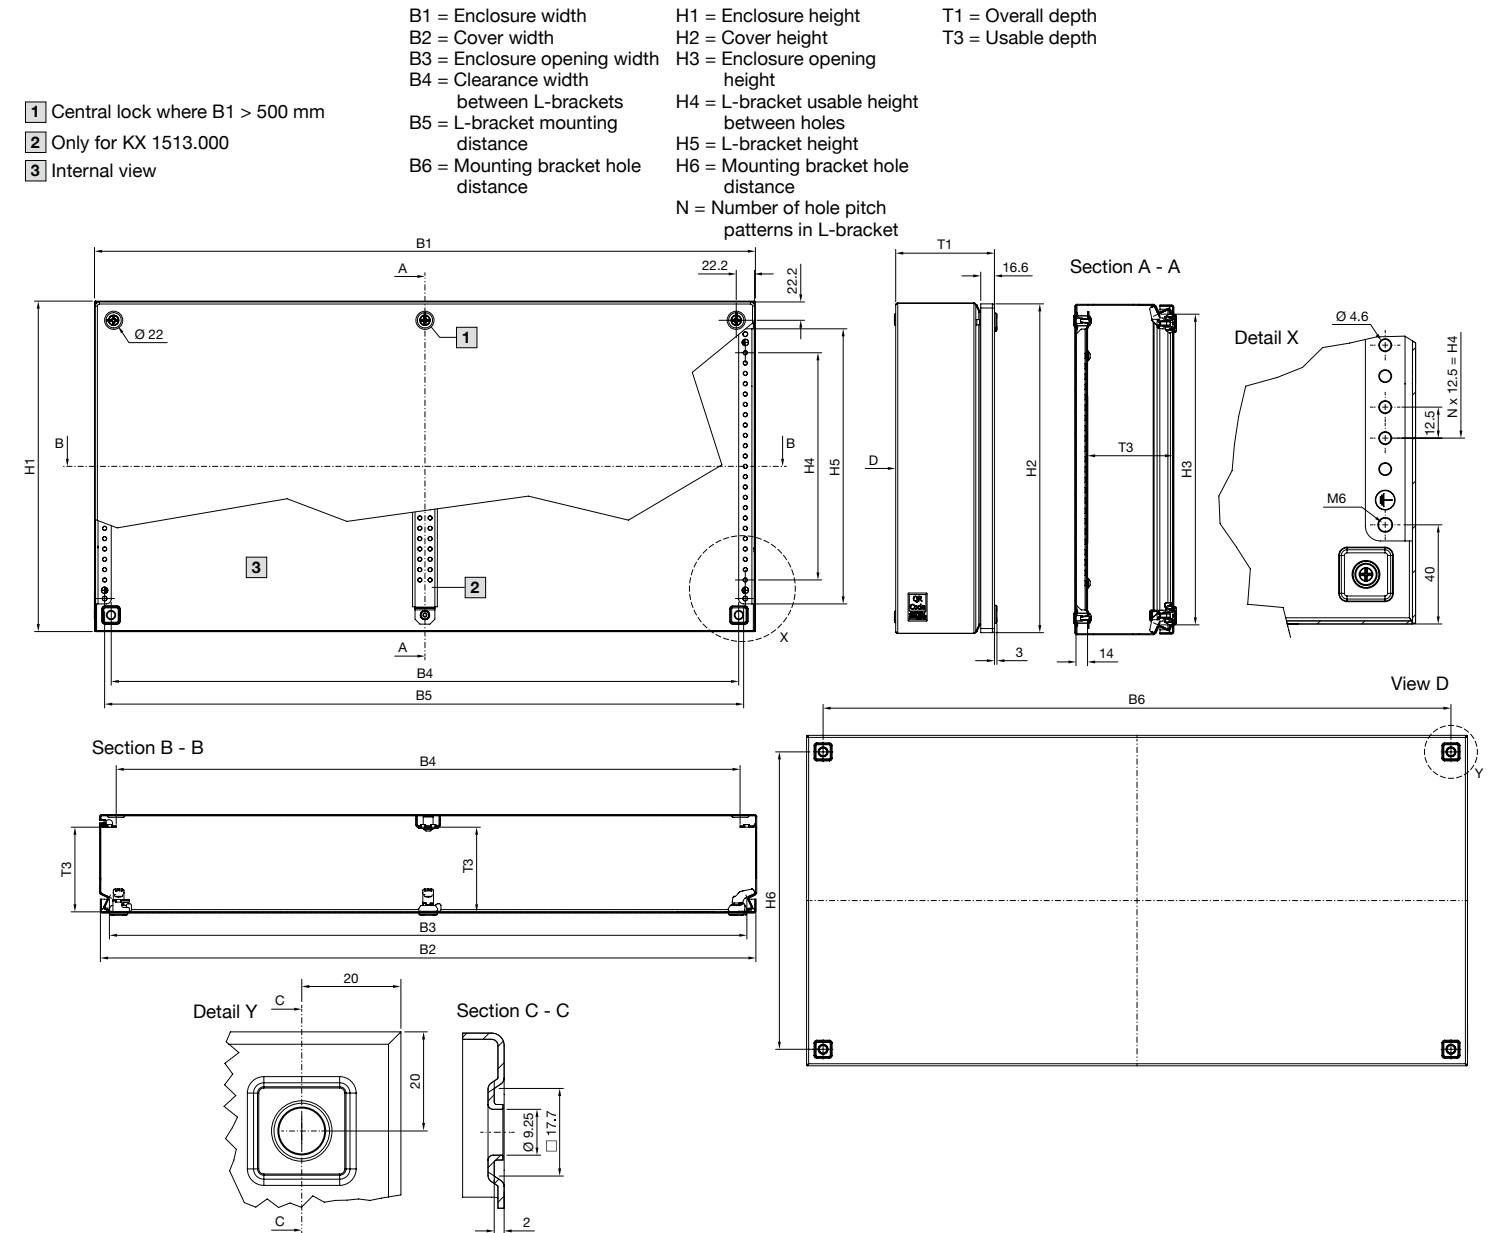 B1 = Enclosure width
B2 = Cover width
B3 = Enclosure opening width
B4 = Clearance width
between L-brackets
B5 = L-bracket mounting
distance
B6 = Mounting bracket hole
distance
H1 = Enclosure height
H2 = Cover height
H3 = Enclosure opening
height
H4 = L-bracket usable height
between holes
H5 = L-bracket height
H6 = Mounting bracket hole
distance
N = Number of hole pitch
patterns in L-bracket
T1 = Overall depth
T3 = Usable depth
1 Central lock where B1 > 500 mm
2 Only for KX 1513.000
3 Internal view
B1
A
22.2
22.2
Ø 22
1
H1
B
B
H4
H5
3
2
X
A
B4
B5
T1
16.6
D
H2
QR
Code
3
Section A - A
T3
H3
14
Detail X
Ø 4.6
N x 12.5 = H4
12.5
M6
40
View D
B6
Y
H6
Section B - B
B4
T3
T3
B3
B2
Detail Y
C
20
20
C
Section C - C
Ø 9.25
□ 17.7
2